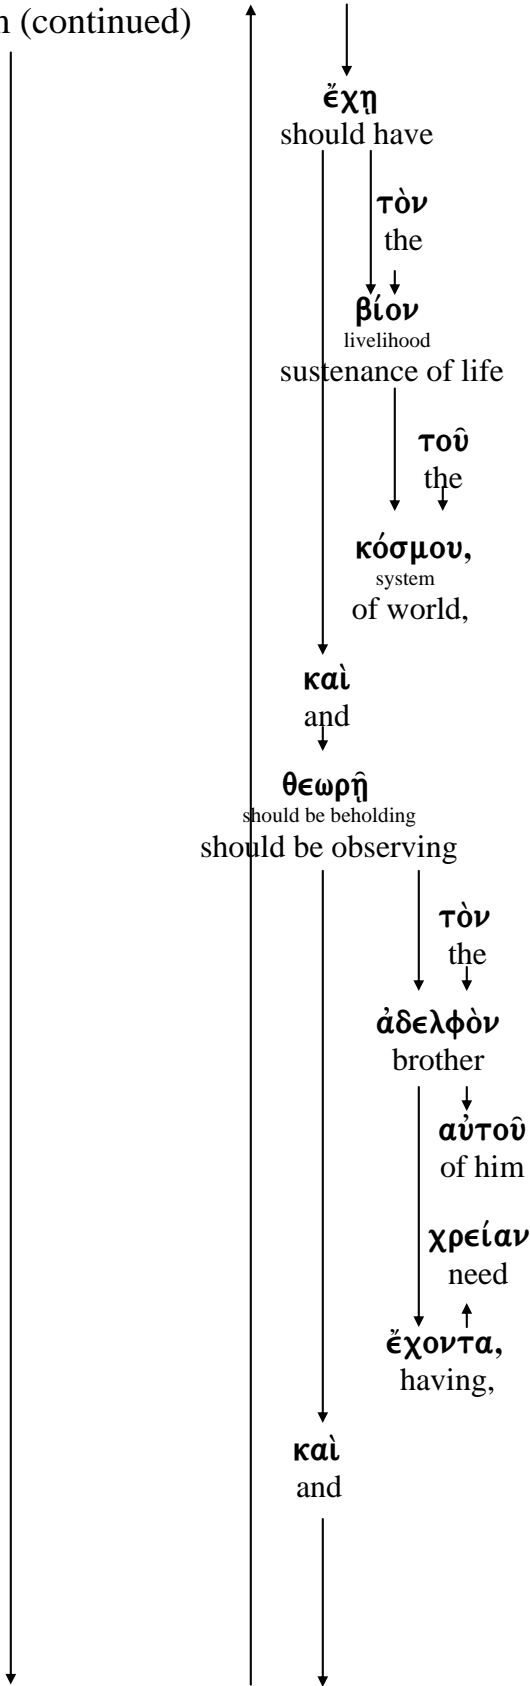 n (continued)
ἔχῃ
should have
τὸν
the
βίον
livelihood
sustenance of life
τοῦ
the
κόσμου,
system
of world,
καὶ
and
θεωρῇ
should be beholding
should be observing
τὸν
the
ἀδελφὸν
brother
αὐτοῦ
of him
χρείαν
need
ἔχοντα,
having,
καὶ
and